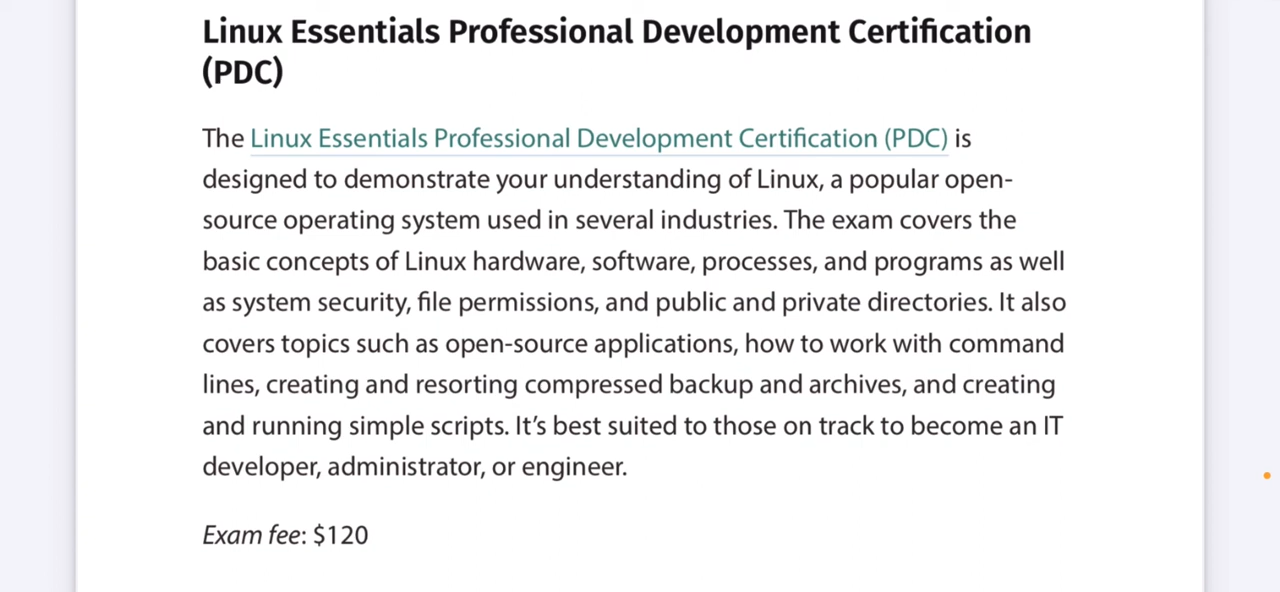 Linux Essentials Professional Development Certification
(PDC)
The Linux Essentials Professional Development Certification (PDC) is
designed to demonstrate your understanding of Linux, a popular open-
source operating system used in several industries. The exam covers the
basic concepts of Linux hardware, software, processes, and programs as well
as system security, file permissions, and public and private directories. It also
covers topics such as open-source applications, how to work with command
lines, creating and resorting compressed backup and archives, and creating
and running simple scripts. It’s best suited to those on track to become an IT
developer, administrator, or engineer.
Exam fee: $120